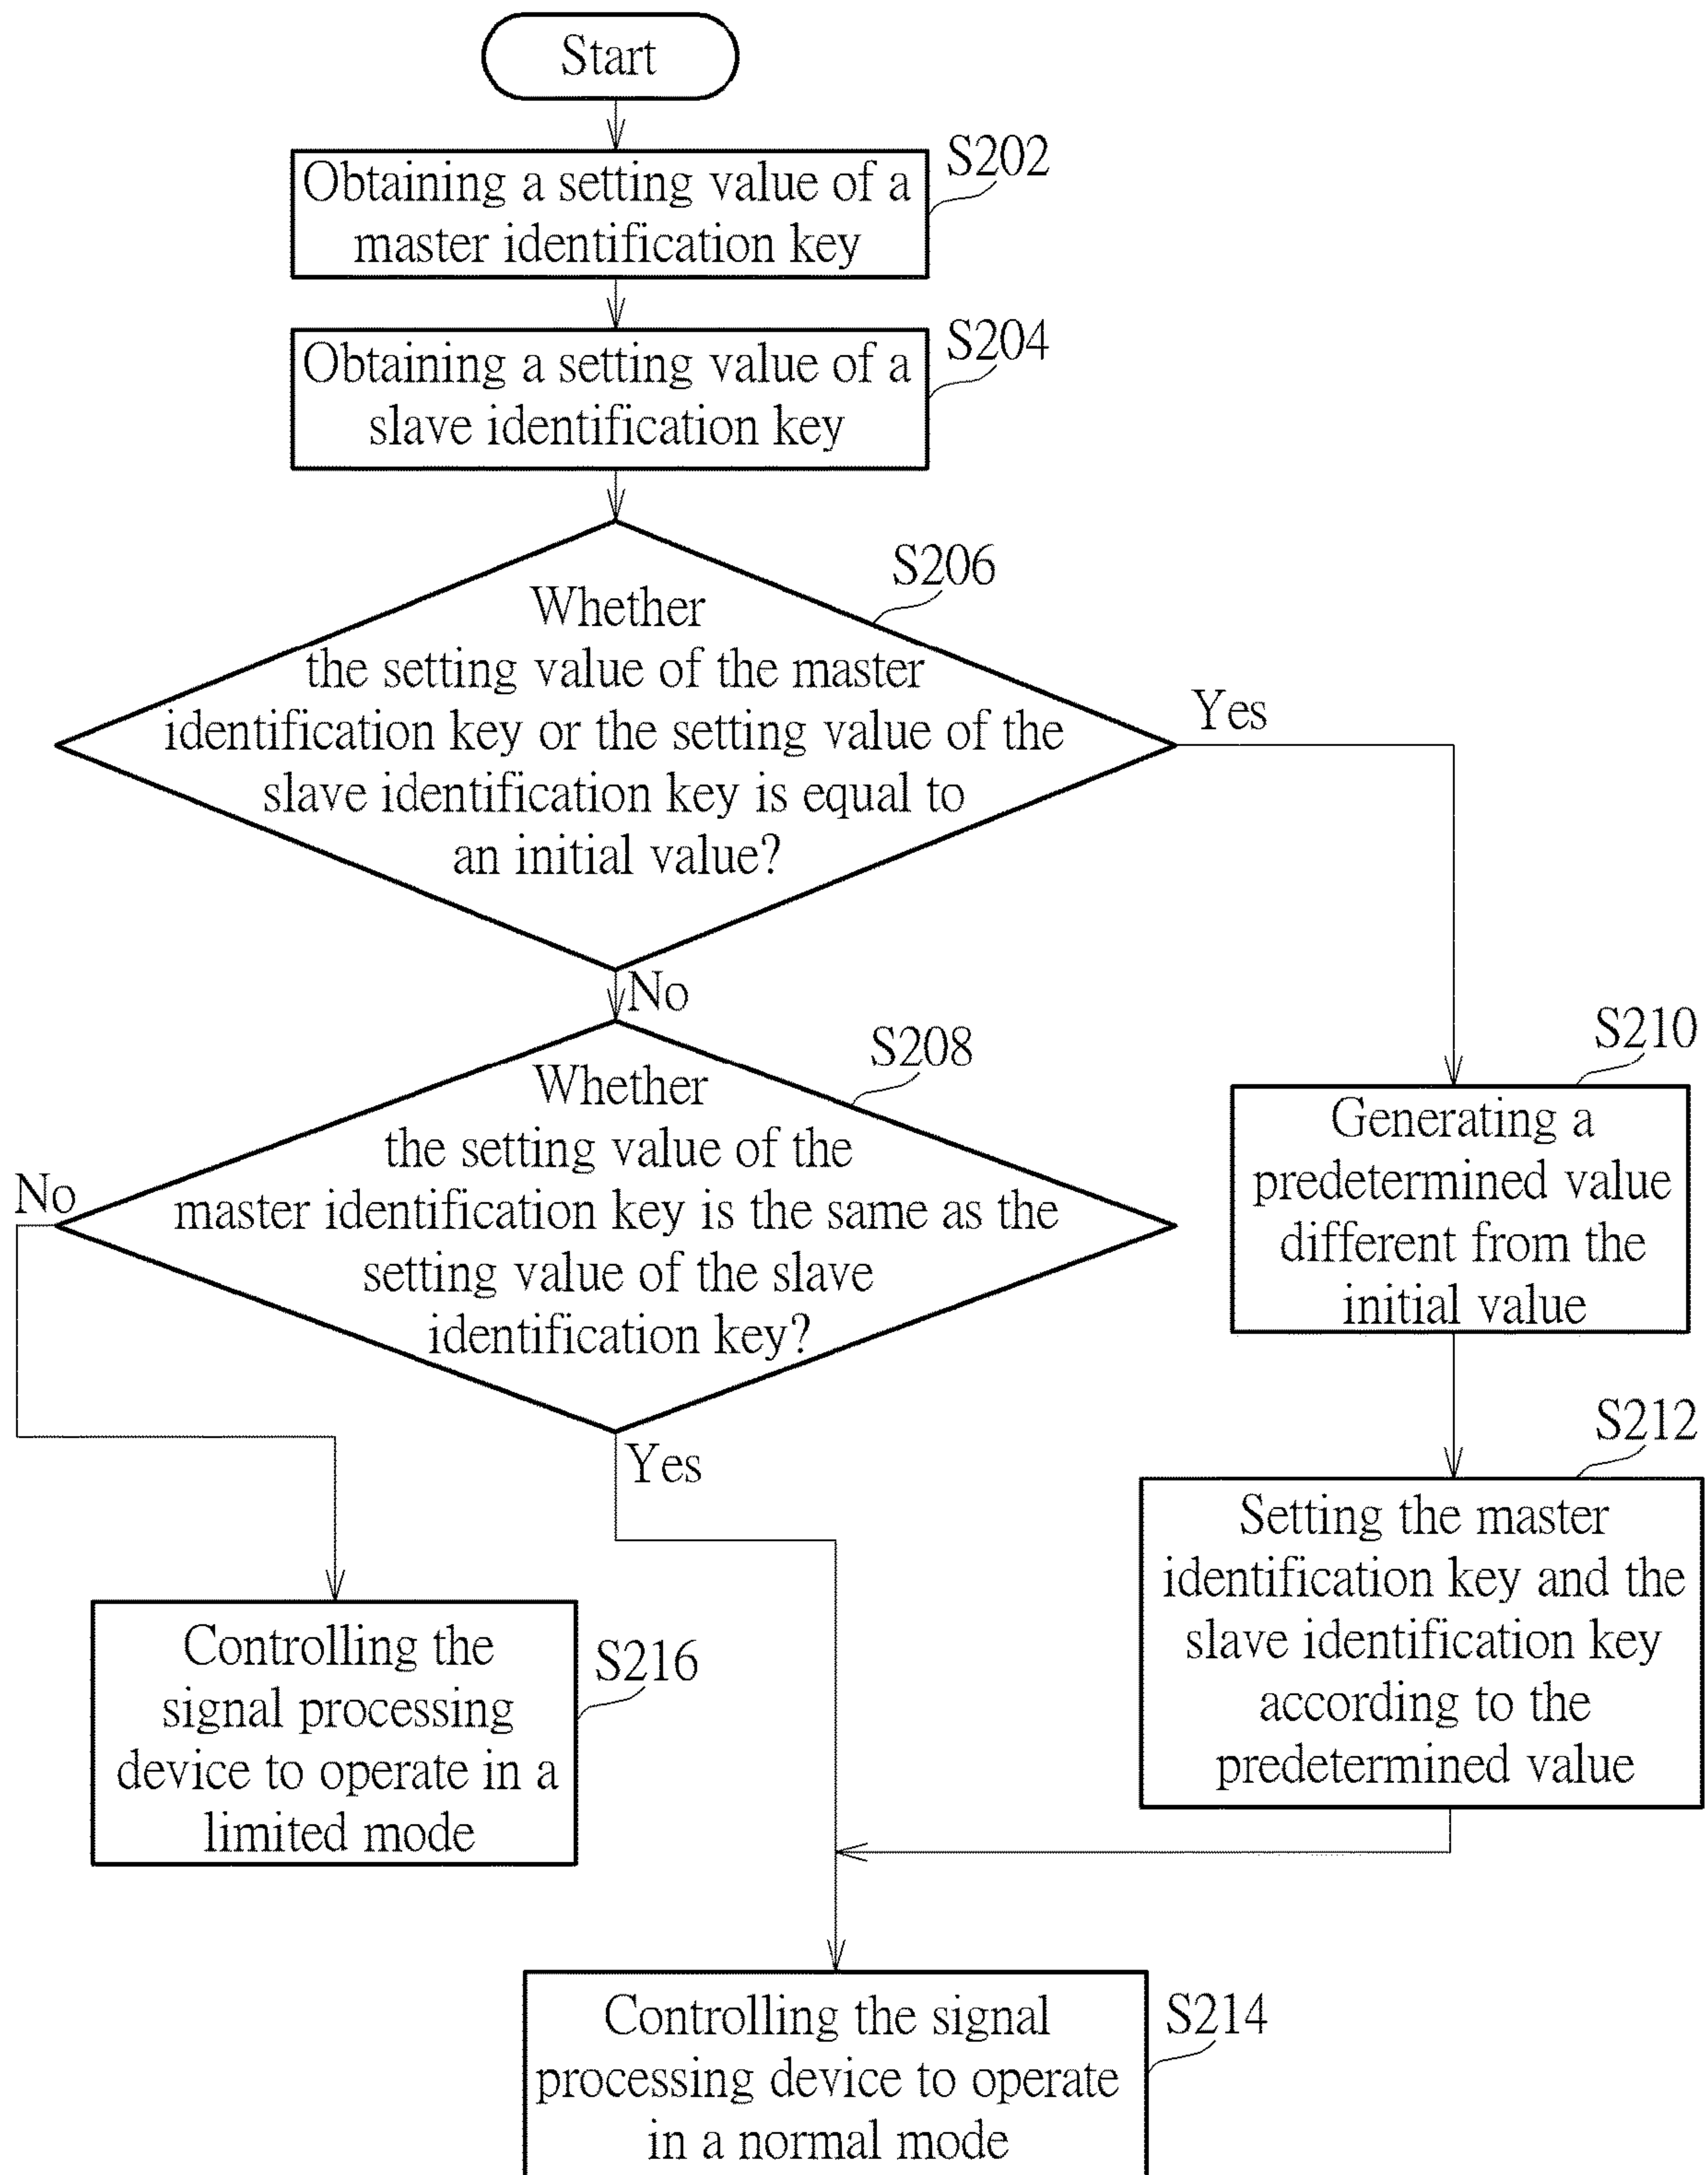 Start
S202
Obtaining a setting value of a
master identification key
S204
Obtaining a setting value of a
slave identification key
S206
Whether
the setting value of the master
identification key or the setting value of the
slave identification key is equal to
an initial value?
Yes
No
S208
Whether
the setting value of the
master identification key is the same as the
setting value of the slave
identification key?
No
Yes
S210
Generating a
predetermined value
different from the
initial value
S212
Setting the master
identification key and the
slave identification key
according to the
predetermined value
S216
Controlling the
signal processing
device to operate in a
limited mode
S214
Controlling the signal
processing device to operate
in a normal mode